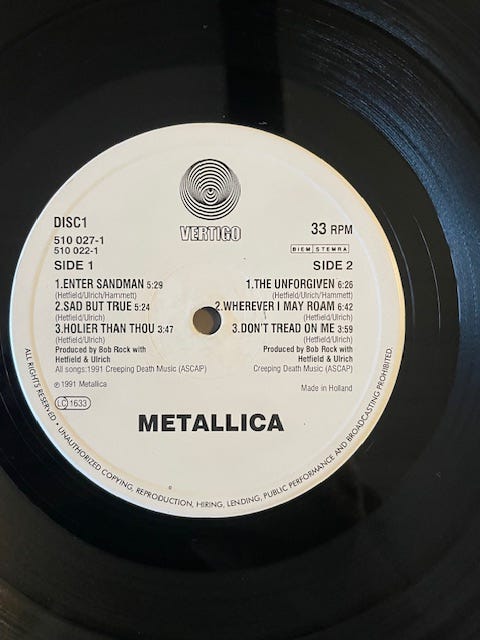 VERTIGO
DISC1
33 RPM
510 027-1
510 022-1
BIEM STEMRA
SIDE 1
1.ENTER SANDMAN 5:29
(Hetfield/Ulrich/Hammett)
2.SAD BUT TRUE 5:24
(Hetfield/Ulrich)
3.HOLIER THAN THOU 3:47
(Hetfield/Ulrich)
Produced by Bob Rock with
Hetfield & Ulrich
All songs:1991 Creeping Death Music (ASCAP)
℗1991 Metallica
LC 1633
SIDE 2
1.THE UNFORGIVEN 6:26
(Hetfield/Ulrich/Hammett)
2.WHEREVER I MAY ROAM 6:42
(Hetfield/Ulrich)
3.DON'T TREAD ON ME 3:59
(Hetfield/Ulrich)
Produced by Bob Rock with
Hetfield & Ulrich
Creeping Death Music (ASCAP)
Made in Holland
METALLICA
ALL RIGHTS RESERVED • UNAUTHORIZED COPYING, REPRODUCTION, HIRING, LENDING, PUBLIC PERFORMANCE AND BROADCASTING PROHIBITED.